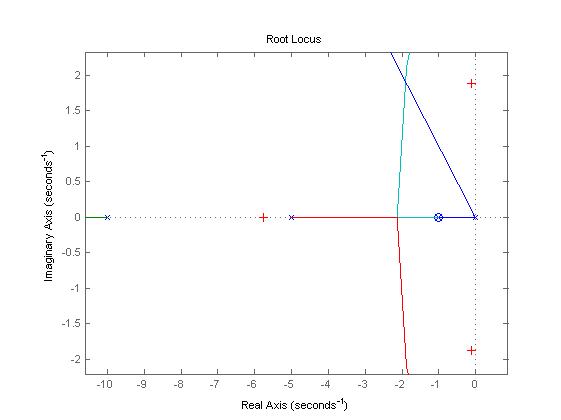 Root Locus
Imaginary Axis (seconds-1)
2
1.5
1
0.5
0
-0.5
-1
-1.5
-2
-10 -9 -8 -7 -6 -5 -4 -3 -2 -1 0
Real Axis (seconds-1)